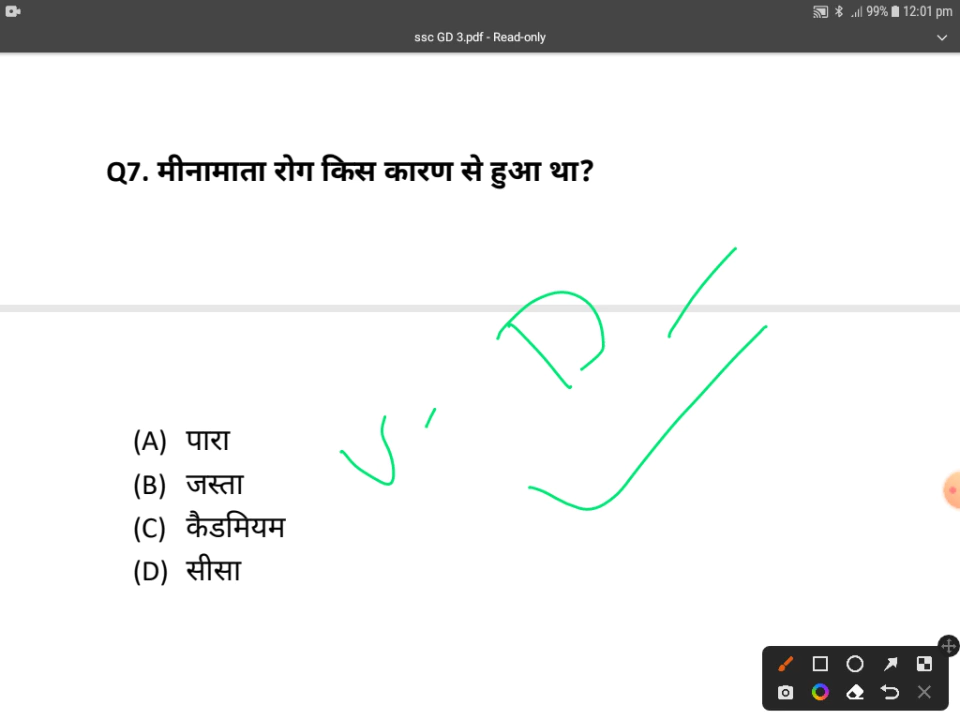 99% 12:01 pm
ssc GD 3.pdf - Read-only
Q7. मीनामाता रोग किस कारण से हुआ था?
D
(A) पारा
(B) जस्ता
(C) कैडमियम
(D) सीसा